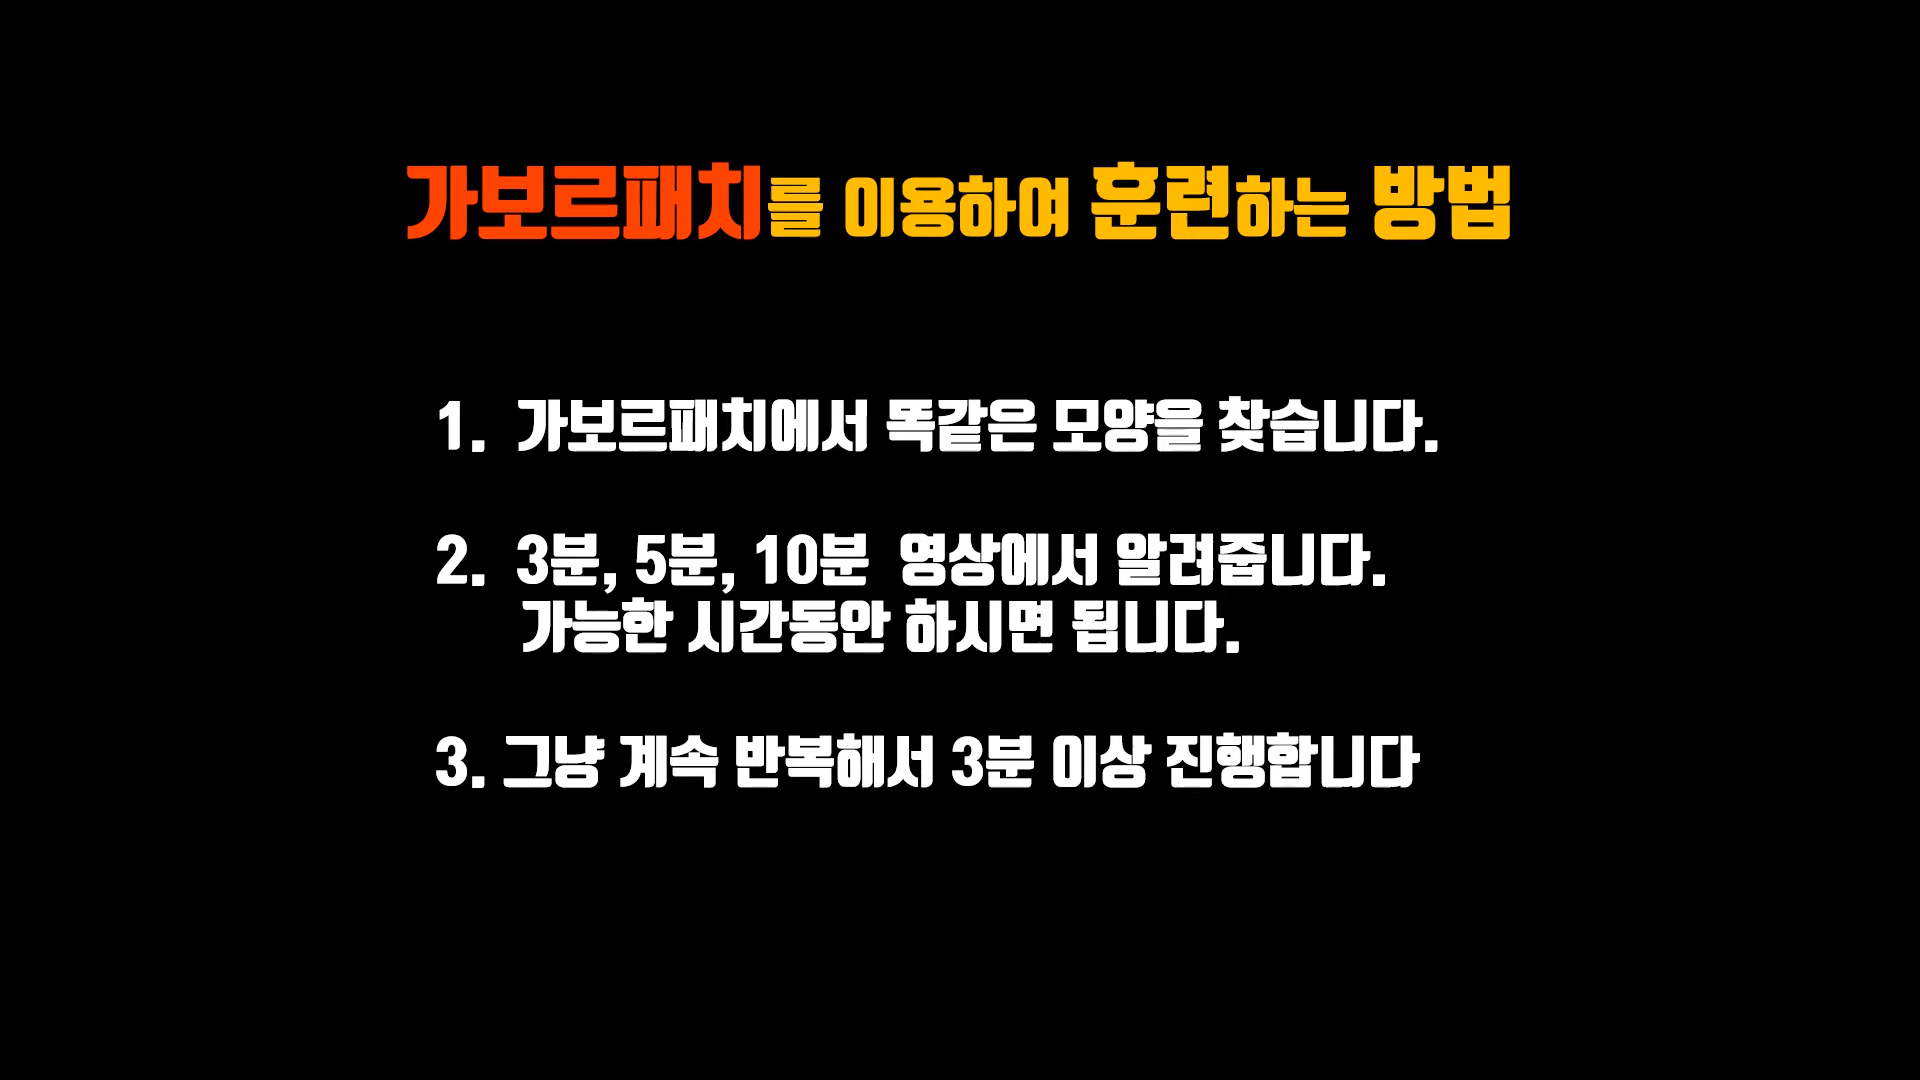 가보르패치를 이용하여 훈련하는 방법
1. 가보르패치에서 똑같은 모양을 찾습니다.
2. 3분, 5분, 10분 영상에서 알려줍니다.
가능한 시간동안 하시면 됩니다.
3. 그냥 계속 반복해서 3분 이상 진행합니다